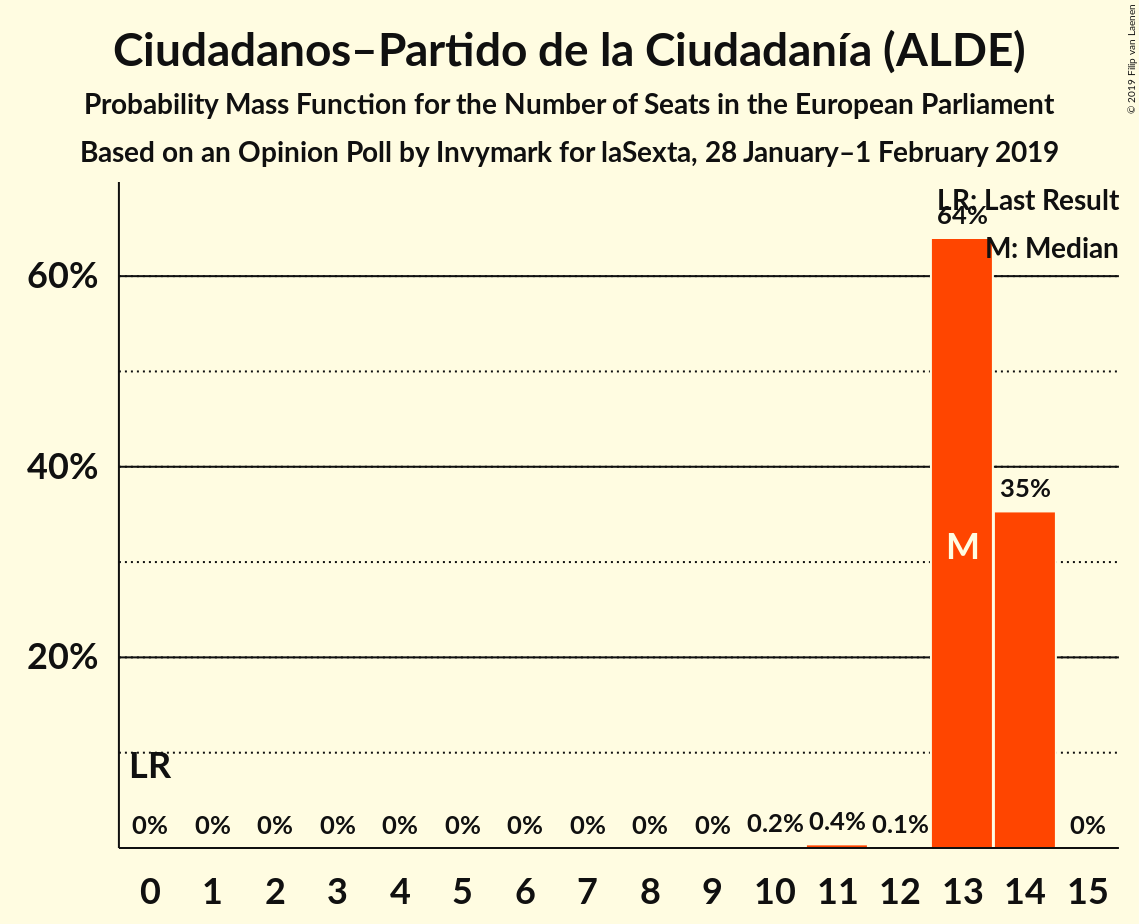 Ciudadanos–Partido de la Ciudadanía (ALDE)
Probability Mass Function for the Number of Seats in the European Parliament
Based on an Opinion Poll by Invymark for laSexta, 28 January–1 February 2019
© 2019 Filip van Laenen
LR: Last Result
M: Median
64%
60%
40%
35%
M
20%
LR
0% 0% 0% 0% 0% 0% 0% 0% 0% 0% 0.2% 0.4% 0.1% 0%
0 1 2 3 4 5 6 7 8 9 10 11 12 13 14 15